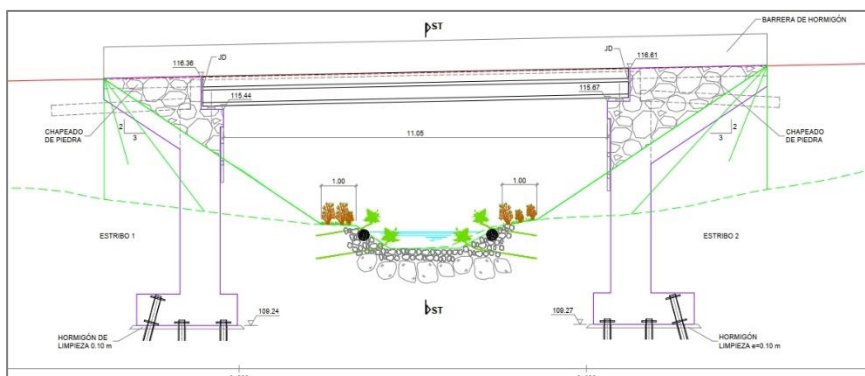 ST
BARRERA DE HORMIGÓN
116.36
JD
JD
116.61
115.44
115.67
CHAPEADO
DE PIEDRA
2
3
11.05
2
3
CHAPEADO
DE PIEDRA
1.00
1.00
ESTRIBO 1
ESTRIBO 2
109.24
ST
109.27
HORMIGÓN DE
LIMPIEZA 0.10 m
HORMIGÓN
LIMPIEZA e=0.10 m